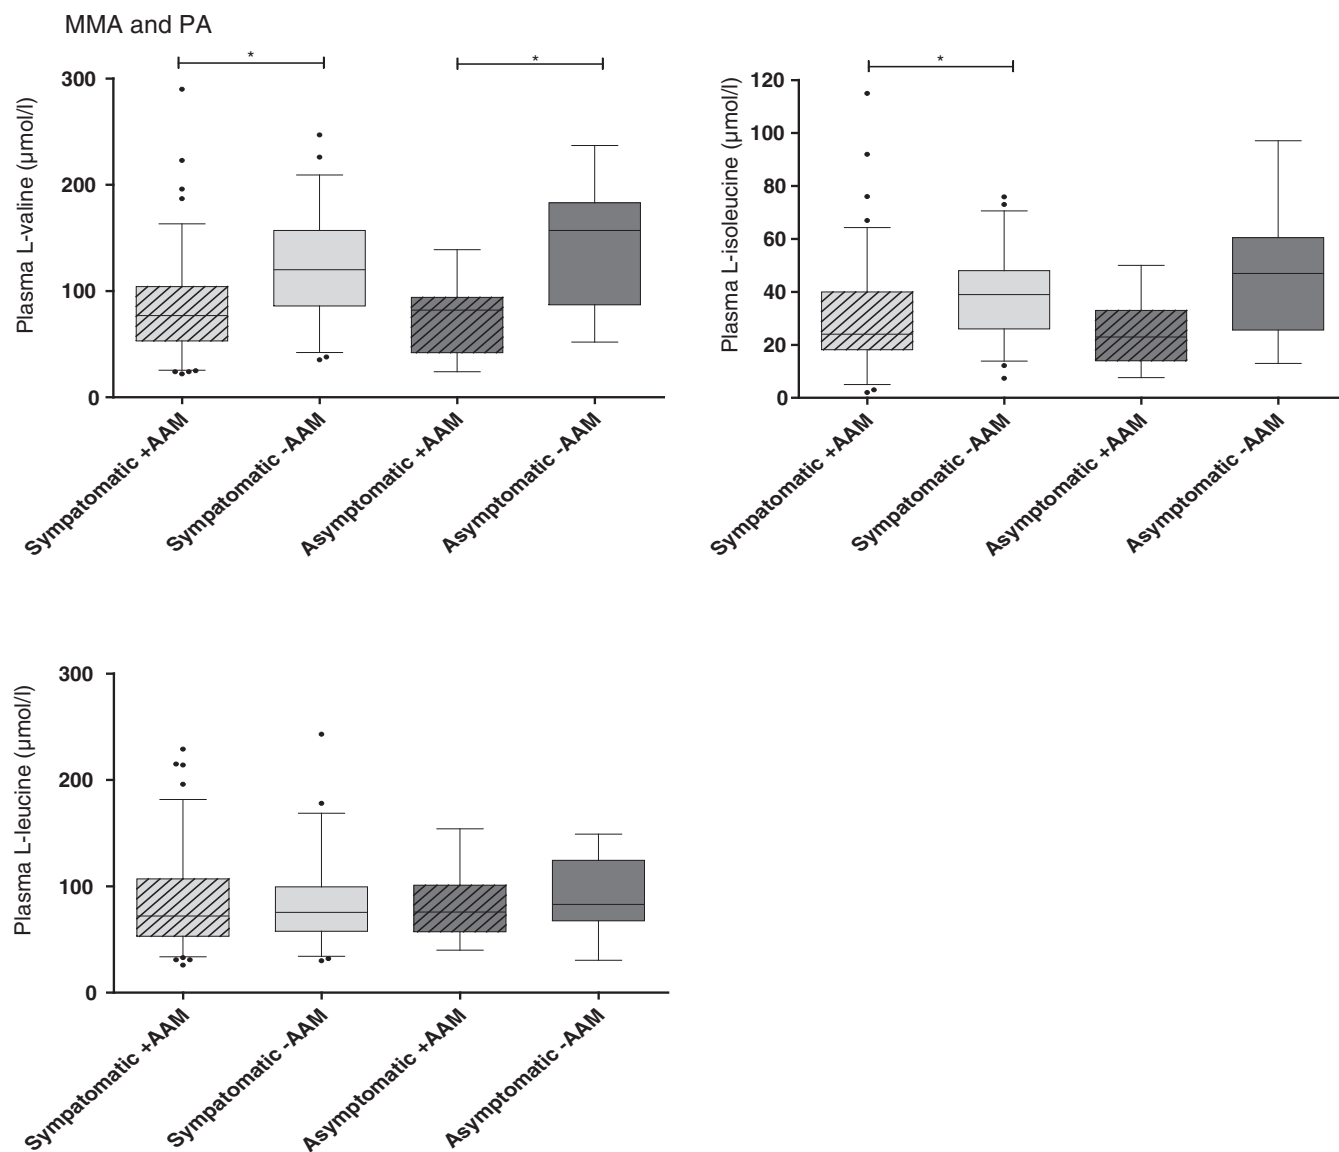 MMA and PA
*
*
300
200
100
0
Plasma L-valine (µmol/l)
Sympatomatic +AAM
Sympatomatic -AAM
Asymptomatic +AAM
Asymptomatic -AAM
*
120
100
80
60
40
20
0
Plasma L-isoleucine (µmol/l)
Sympatomatic +AAM
Sympatomatic -AAM
Asymptomatic +AAM
Asymptomatic -AAM
300
200
100
0
Plasma L-leucine (µmol/l)
Sympatomatic +AAM
Sympatomatic -AAM
Asymptomatic +AAM
Asymptomatic -AAM